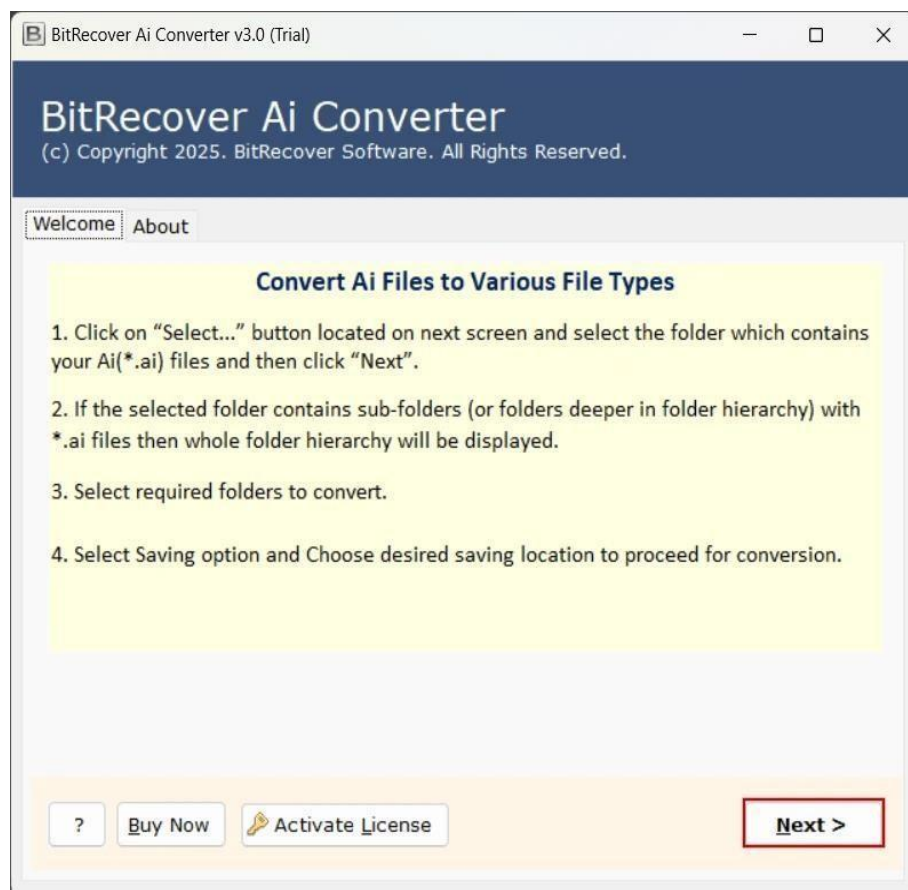 BitRecover Ai Converter v3.0 (Trial)
BitRecover Ai Converter
(c) Copyright 2025. BitRecover Software. All Rights Reserved.
Welcome About
Convert Ai Files to Various File Types
1. Click on “Select...” button located on next screen and select the folder which contains
your Ai(*.ai) files and then click “Next”.
2. If the selected folder contains sub-folders (or folders deeper in folder hierarchy) with
*.ai files then whole folder hierarchy will be displayed.
3. Select required folders to convert.
4. Select Saving option and Choose desired saving location to proceed for conversion.
? Buy Now Activate License Next >